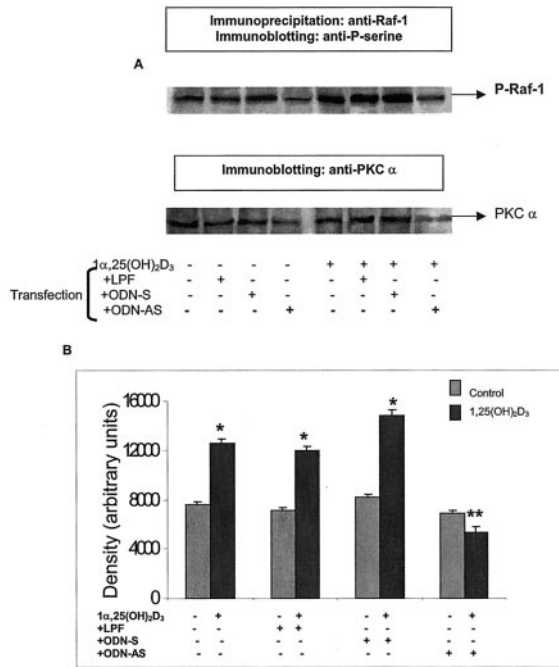 Immunoprecipitation: anti-Raf-1
Immunoblotting: anti-P-serine
A
P-Raf-1
Immunoblotting: anti-PKC α
PKC α
1α,25(OH)₂D₃ - - - - + + + +
Transfection
+LPF - + - - - + - -
+ODN-S - - + - - - + -
+ODN-AS - - - + - - - +
B
Density (arbitrary units)
16000
12000
8000
4000
0
Control
1,25(OH)₂D₃
* * * **
1α,25(OH)₂D₃ - + - + - + - +
+LPF + +
+ODN-S + +
+ODN-AS + +